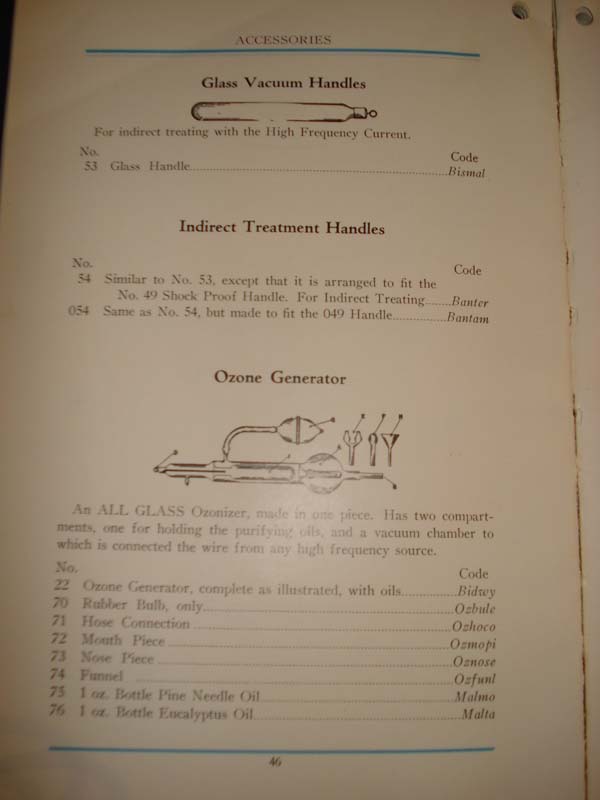 ACCESSORIES
Glass Vacuum Handles
For indirect treating with the High Frequency Current.
No. Code
53 Glass Handle Bismal
Indirect Treatment Handles
No. Code
54 Similar to No. 53, except that it is arranged to fit the
No. 49 Shock Proof Handle. For Indirect Treating Banter
054 Same as No. 54, but made to fit the 049 Handle Bantam
Ozone Generator
An ALL GLASS Ozonizer, made in one piece. Has two compart-
ments, one for holding the purifying oils, and a vacuum chamber to
which is connected the wire from any high frequency source.
No. Code
22 Ozone Generator, complete as illustrated, with oils Bidwy
70 Rubber Bulb, only Ozbule
71 Hose Connection Ozhoco
72 Mouth Piece Ozmopi
73 Nose Piece Oznose
74 Funnel Ozfunl
75 1 oz. Bottle Pine Needle Oil Malmo
76 1 oz. Bottle Eucalyptus Oil Malta
46